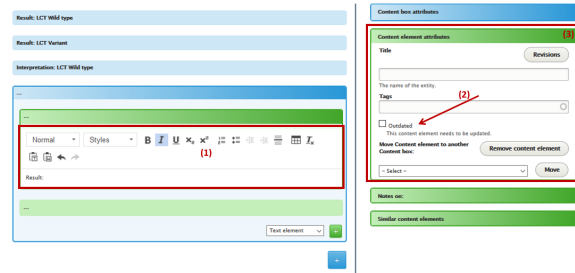 Result: LCT Wild type
Result: LCT Variant
Interpretation: LCT Wild type
...
...
Normal
Styles
B I U x₂ x² Tx
(1)
Result:
...
Text element
+
+
Content box attributes
Content element attributes
(3)
Title
Revisions
The name of the entity.
Tags
(2)
Outdated
This content element needs to be updated.
Move Content element to another
Content box:
Remove content element
- Select -
Move
Notes on:
Similar content elements